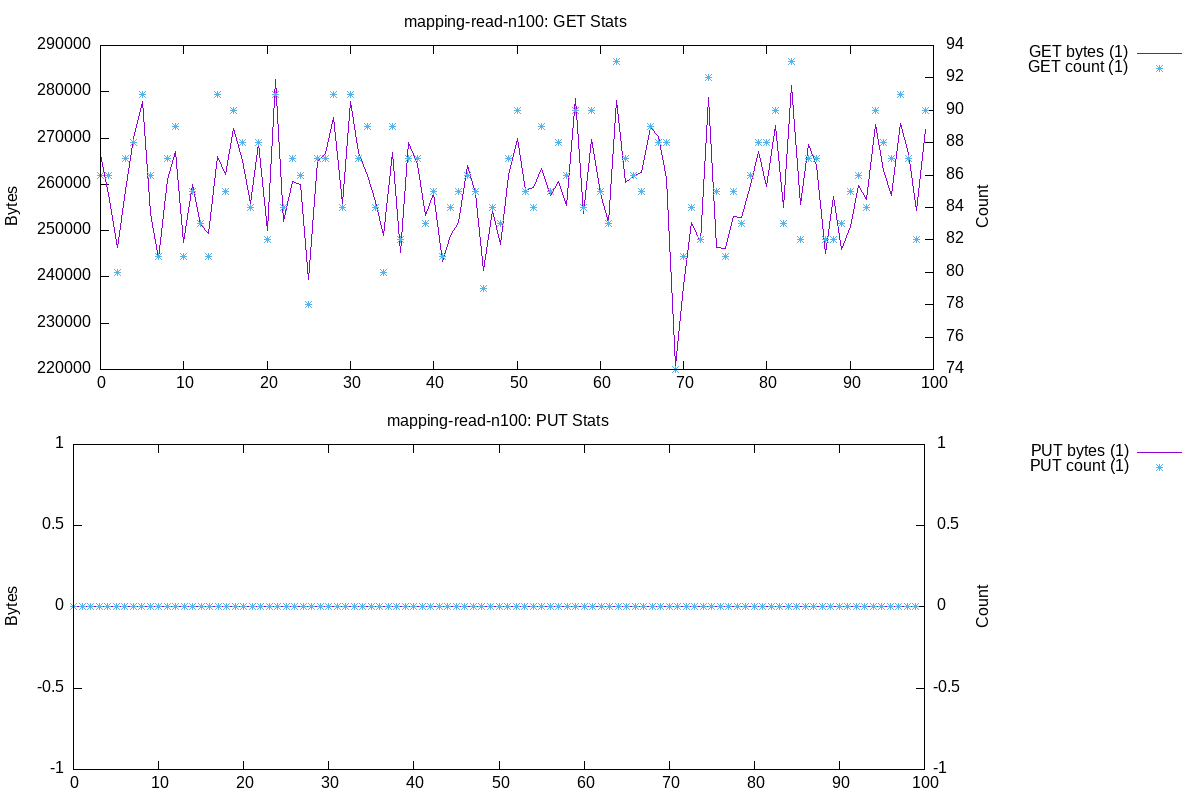 mapping-read-n100: GET Stats
290000
280000
270000
260000
250000
240000
230000
220000
Bytes
94
92
90
88
86
84
82
80
78
76
74
Count
0 10 20 30 40 50 60 70 80 90 100
GET bytes (1)
GET count (1)
mapping-read-n100: PUT Stats
1
0.5
0
-0.5
-1
Bytes
1
0.5
0
-0.5
-1
Count
0 10 20 30 40 50 60 70 80 90 100
PUT bytes (1)
PUT count (1)